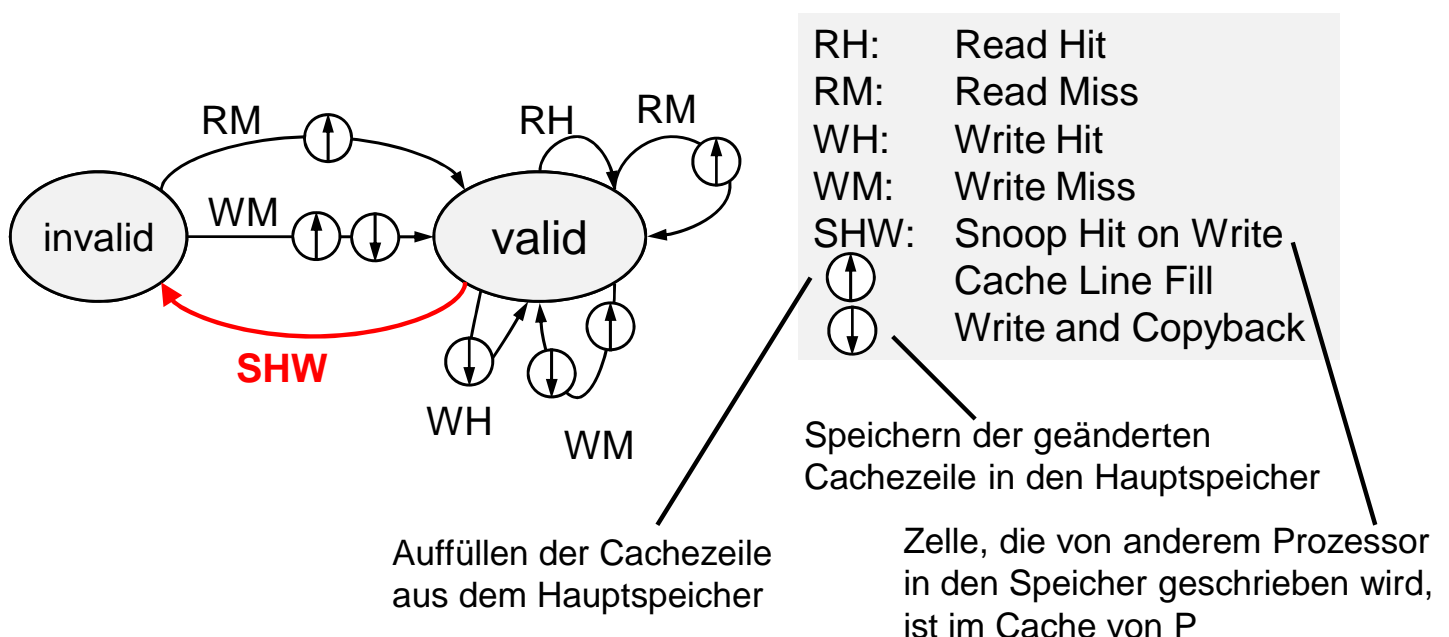 RM
RH
RM
invalid
WM
valid
SHW
WH
WM
RH: Read Hit
RM: Read Miss
WH: Write Hit
WM: Write Miss
SHW: Snoop Hit on Write
Cache Line Fill
Write and Copyback
Speichern der geänderten
Cachezeile in den Hauptspeicher
Auffüllen der Cachezeile
aus dem Hauptspeicher
Zelle, die von anderem Prozessor
in den Speicher geschrieben wird,
ist im Cache von P